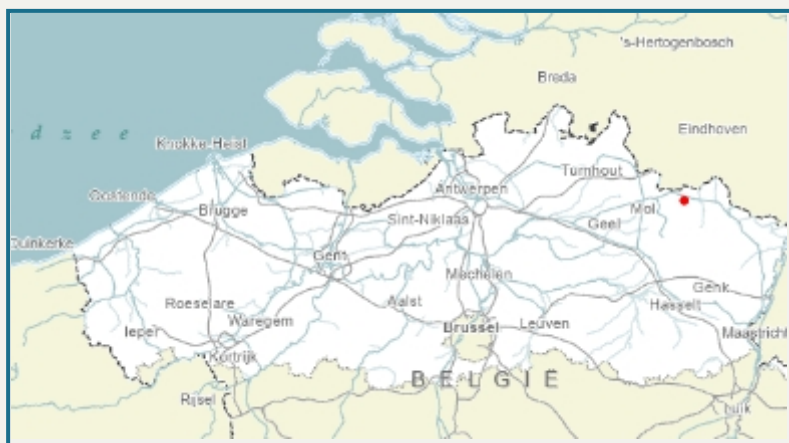 's-Hertogenbosch
Breda
d z e e
Eindhoven
Knokke-Heist
Turnhout
Antwerpen
Oostende
Mol
Brugge
Sint-Niklaas
Geel
Duinkerke
Gent
Mechelen
Genk
Roeselare
Aalst
Hasselt
Waregem
Ieper
Brussel
Leuven
Maastricht
Kortrijk
BELGIË
Rijsel
Luik